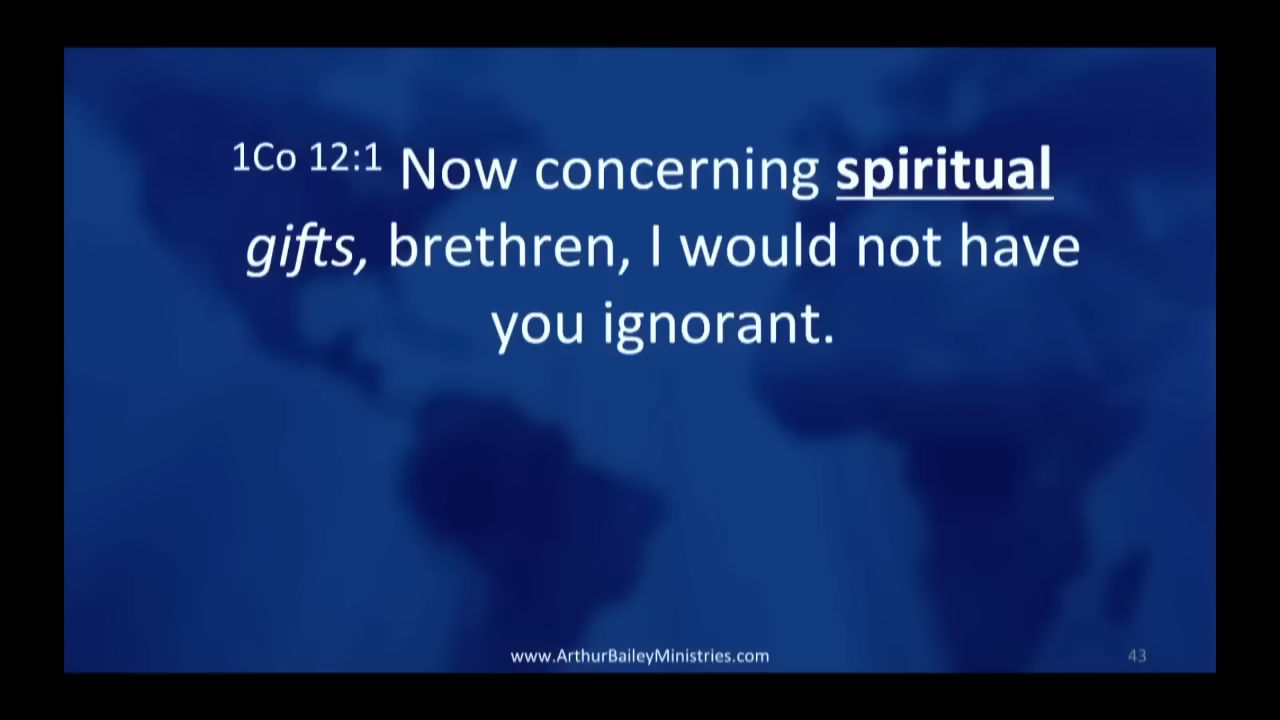 1Co 12:1 Now concerning spiritual
gifts, brethren, I would not have
you ignorant.
www.ArthurBaileyMinistries.com
43